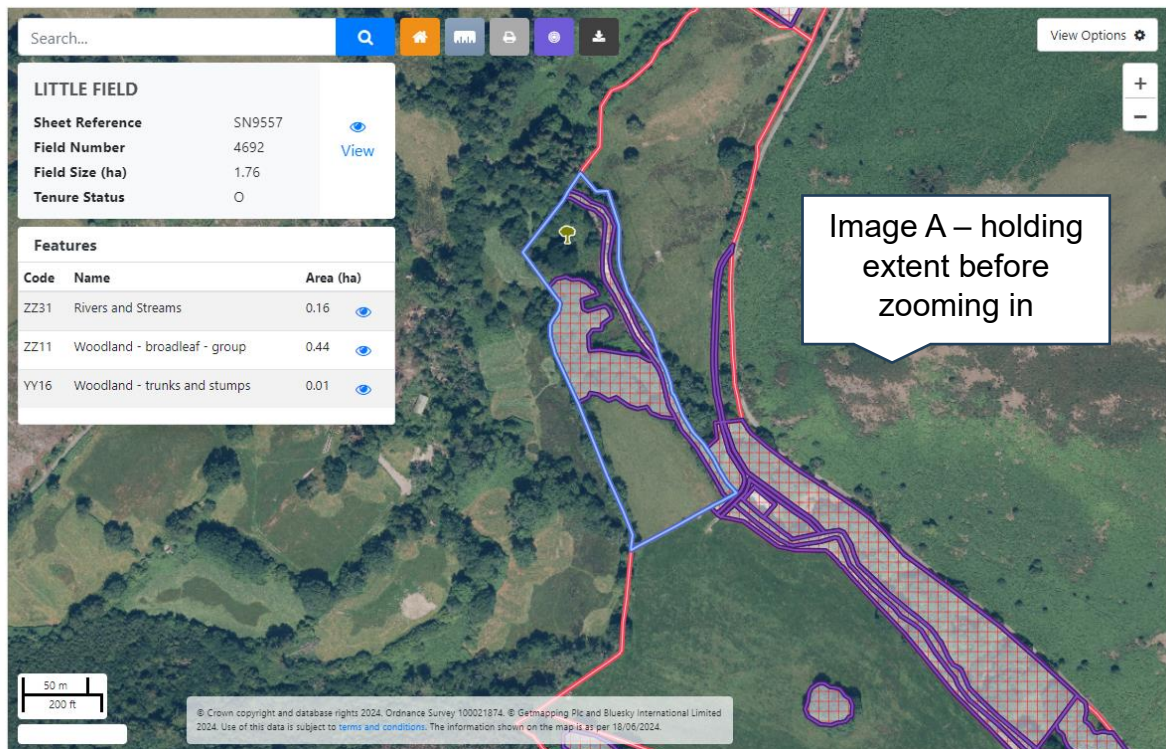 Search...
View Options
+
−
LITTLE FIELD
Sheet Reference SN9557
Field Number 4692
Field Size (ha) 1.76
Tenure Status O
View
Features
Code Name Area (ha)
ZZ31 Rivers and Streams 0.16
ZZ11 Woodland - broadleaf - group 0.44
YY16 Woodland - trunks and stumps 0.01
Image A – holding
extent before
zooming in
50 m
200 ft
© Crown copyright and database rights 2024. Ordnance Survey 100021874. © Getmapping Plc and Bluesky International Limited
2024. Use of this data is subject to terms and conditions. The information shown on the map is as per 18/06/2024.